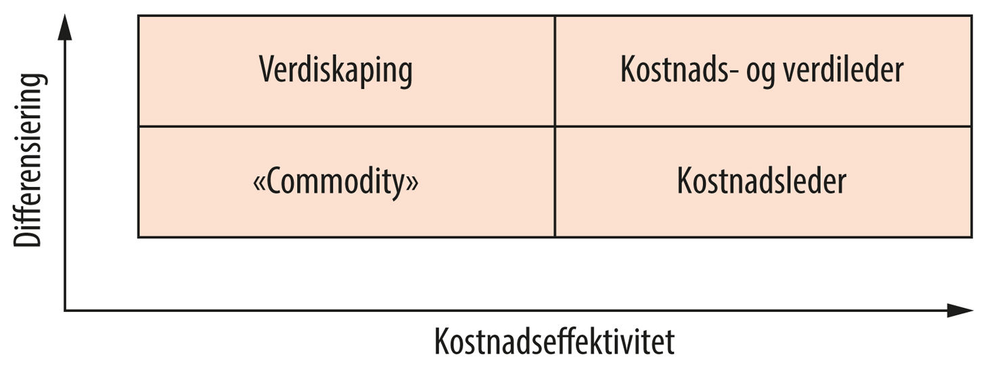 Differensiering
Verdiskaping
Kostnads- og verdileder
«Commodity»
Kostnadsleder
Kostnadseffektivitet